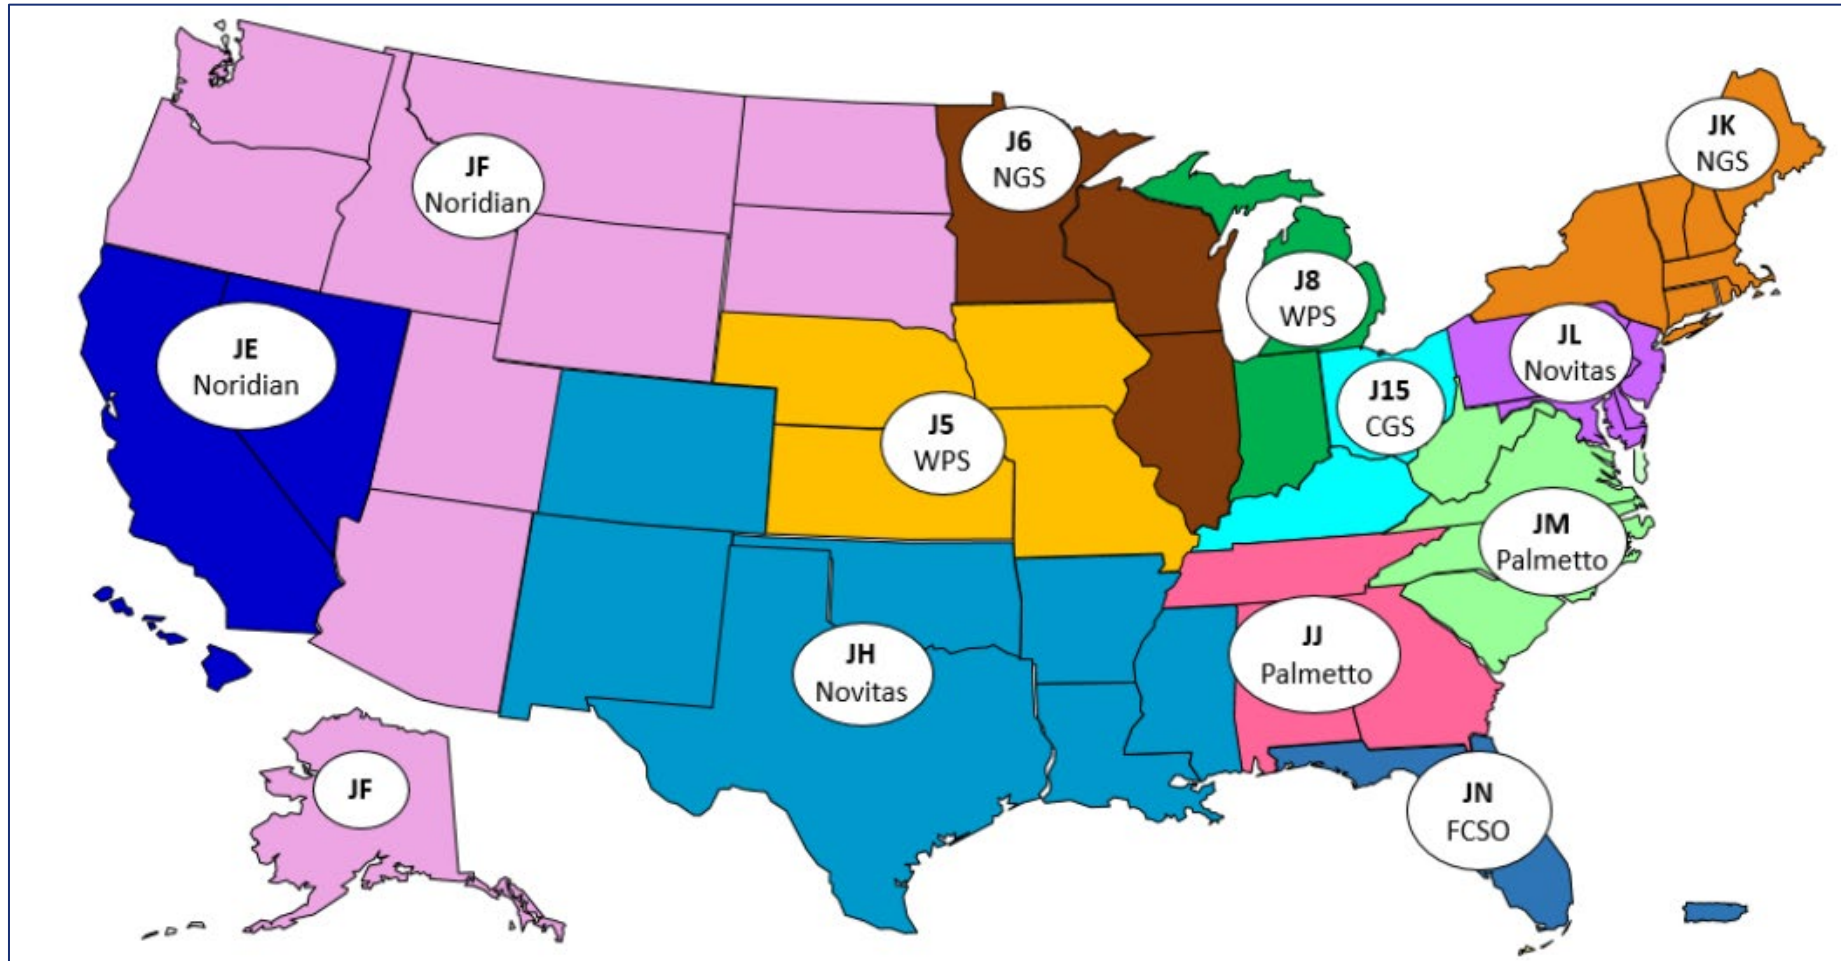 JF
Noridian
J6
NGS
JK
NGS
JE
Noridian
J8
WPS
JL
Novitas
J5
WPS
J15
CGS
JM
Palmetto
JH
Novitas
JJ
Palmetto
JF
JN
FCSO